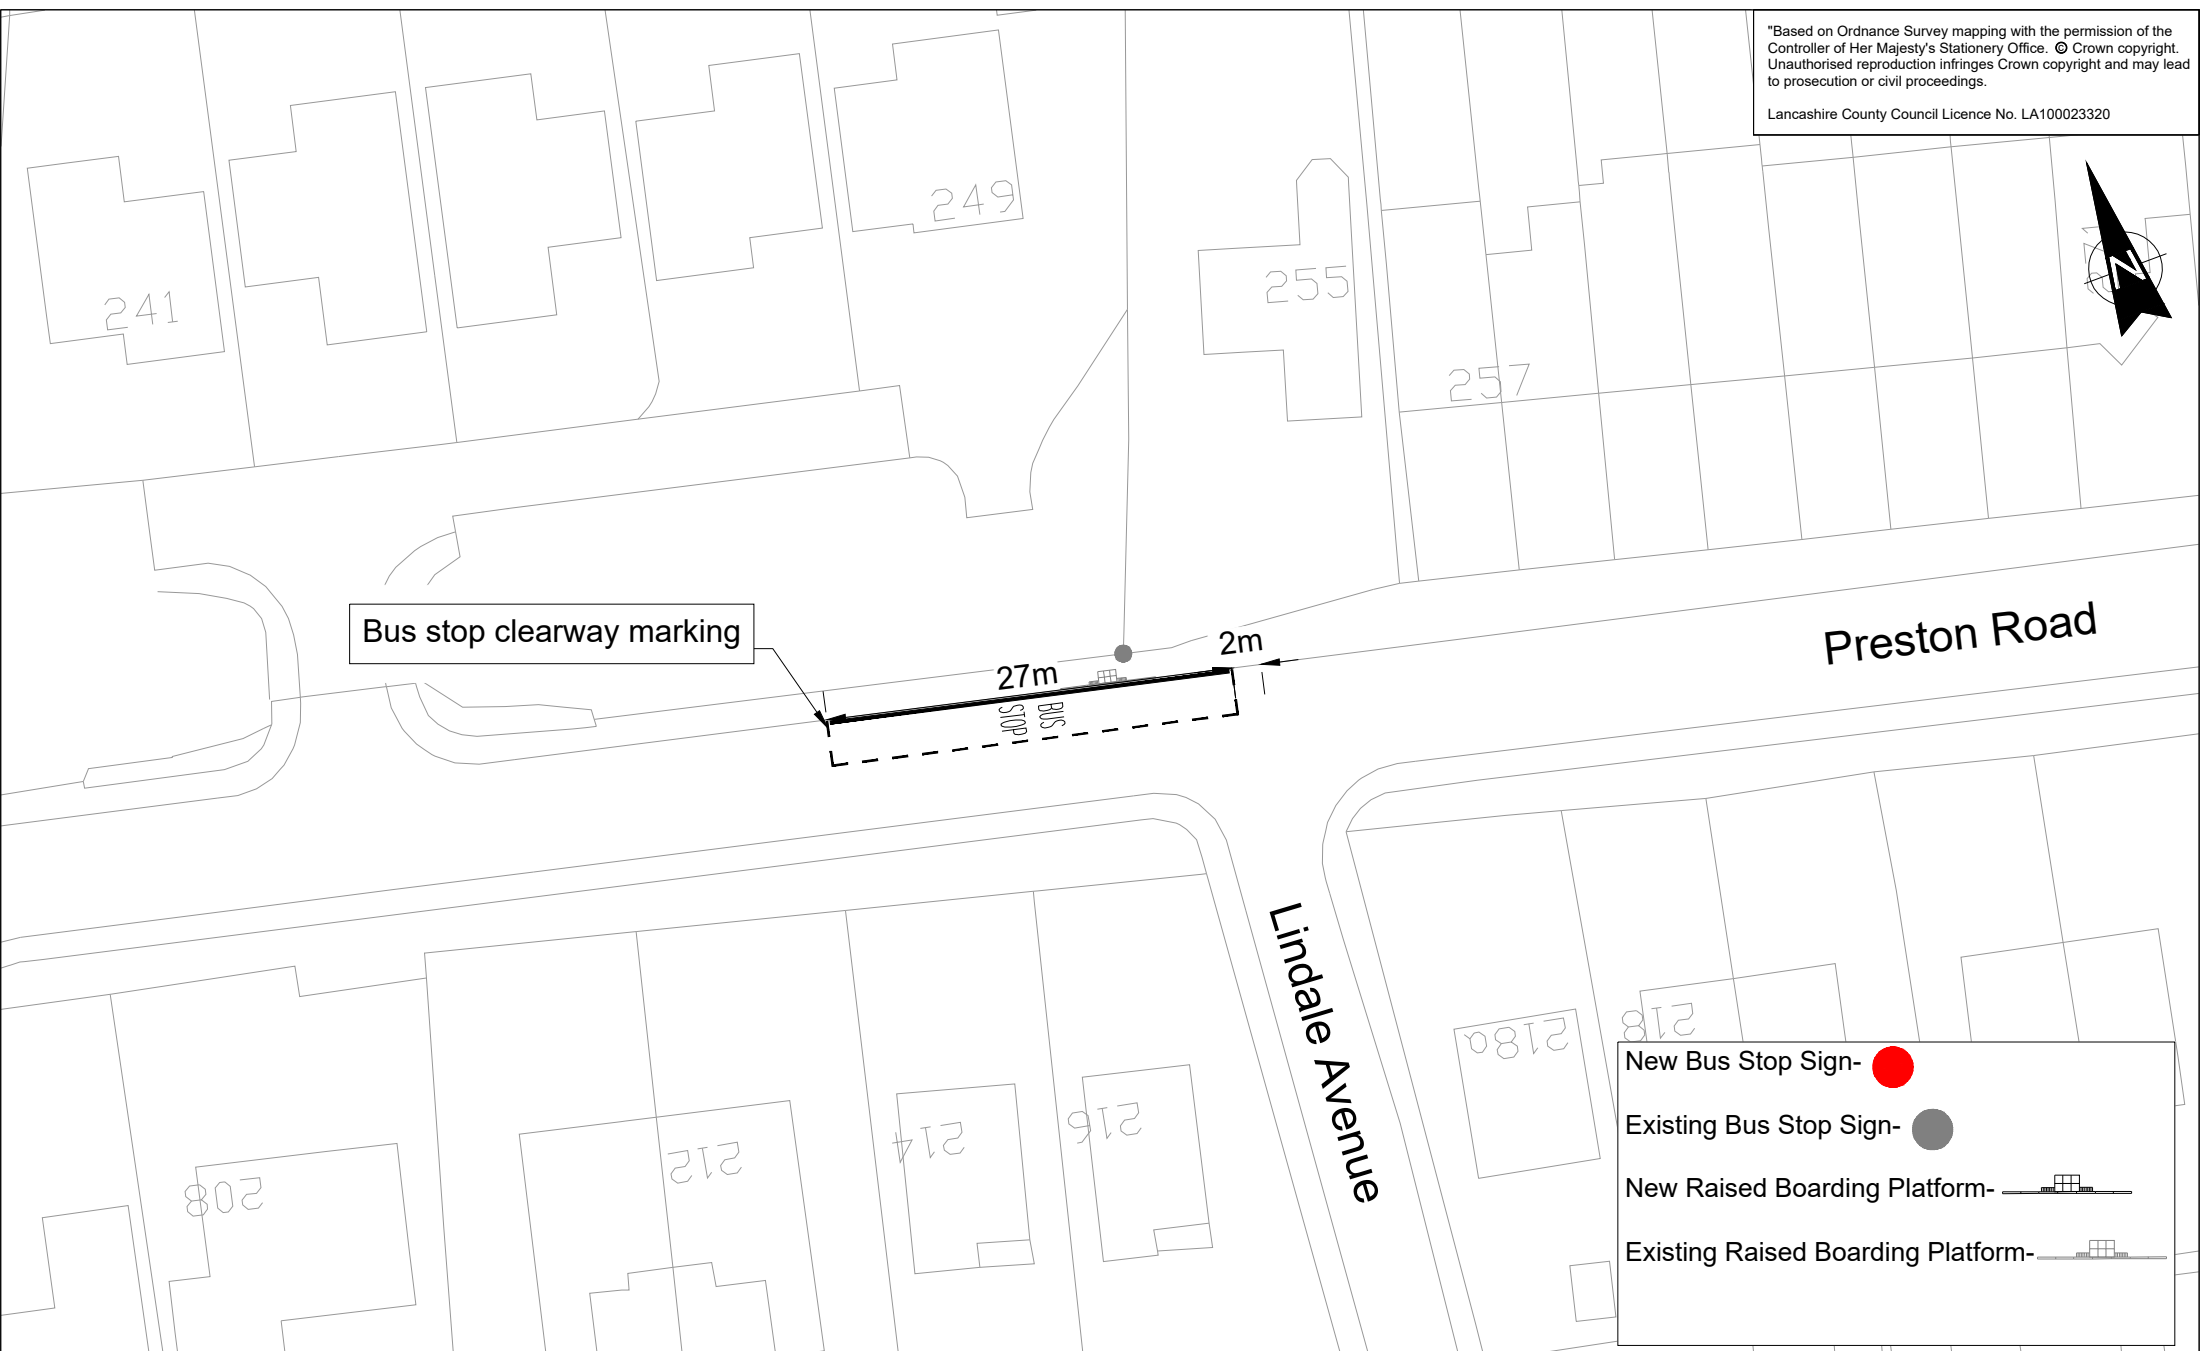 "Based on Ordnance Survey mapping with the permission of the
Controller of Her Majesty's Stationery Office. © Crown copyright.
Unauthorised reproduction infringes Crown copyright and may lead
to prosecution or civil proceedings.
Lancashire County Council Licence No. LA100023320
249
241
255
257
N
Bus stop clearway marking
27m
2m
BUS
STOP
Preston Road
Lindale Avenue
208
212
214
216
218a
218
New Bus Stop Sign-
Existing Bus Stop Sign-
New Raised Boarding Platform-
Existing Raised Boarding Platform-